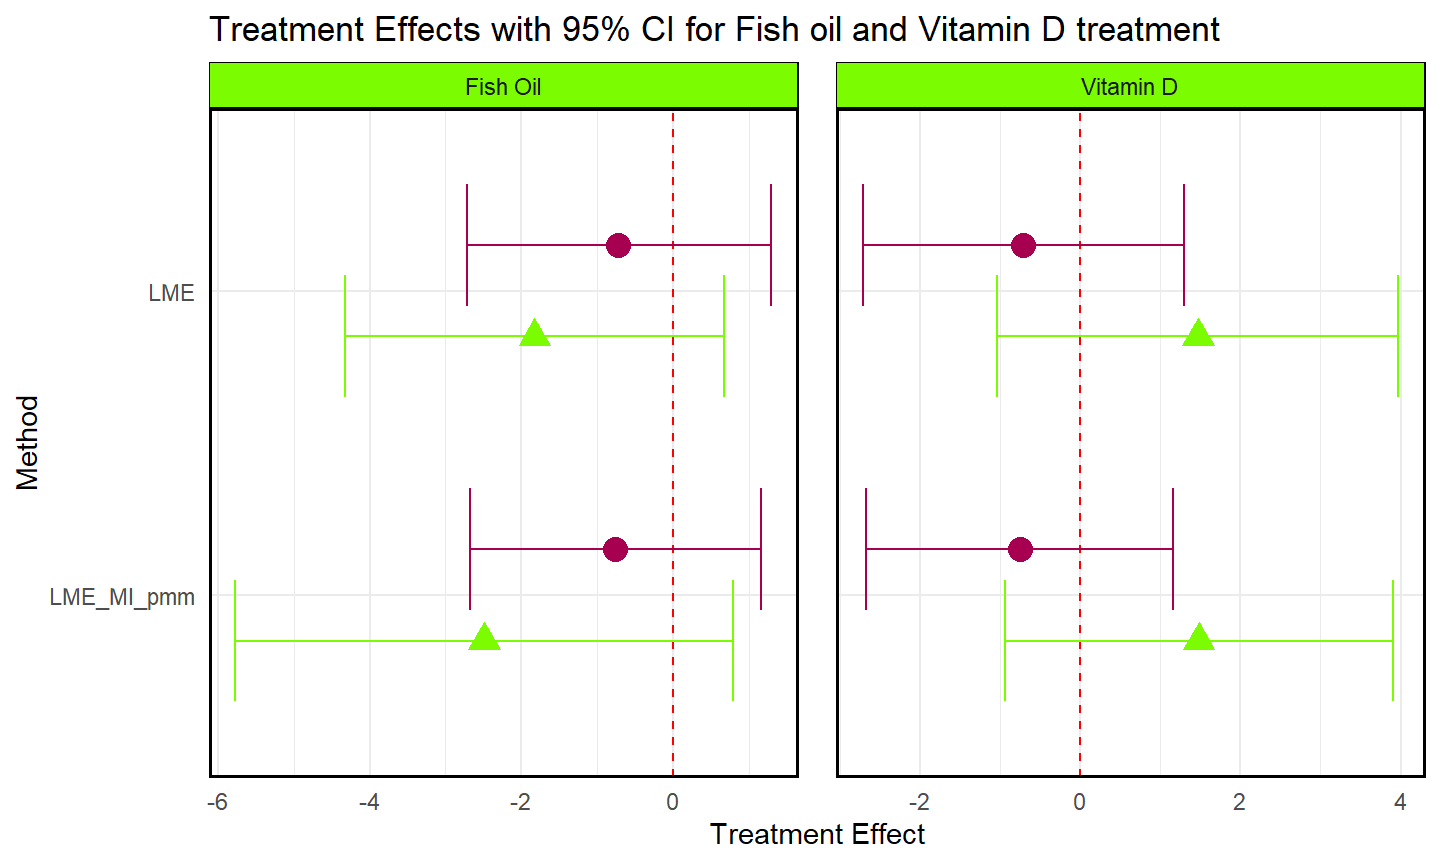 Treatment Effects with 95% CI for Fish oil and Vitamin D treatment
Fish Oil
Vitamin D
Method
LME
LME_MI_pmm
-6 -4 -2 0
-2 0 2 4
Treatment Effect